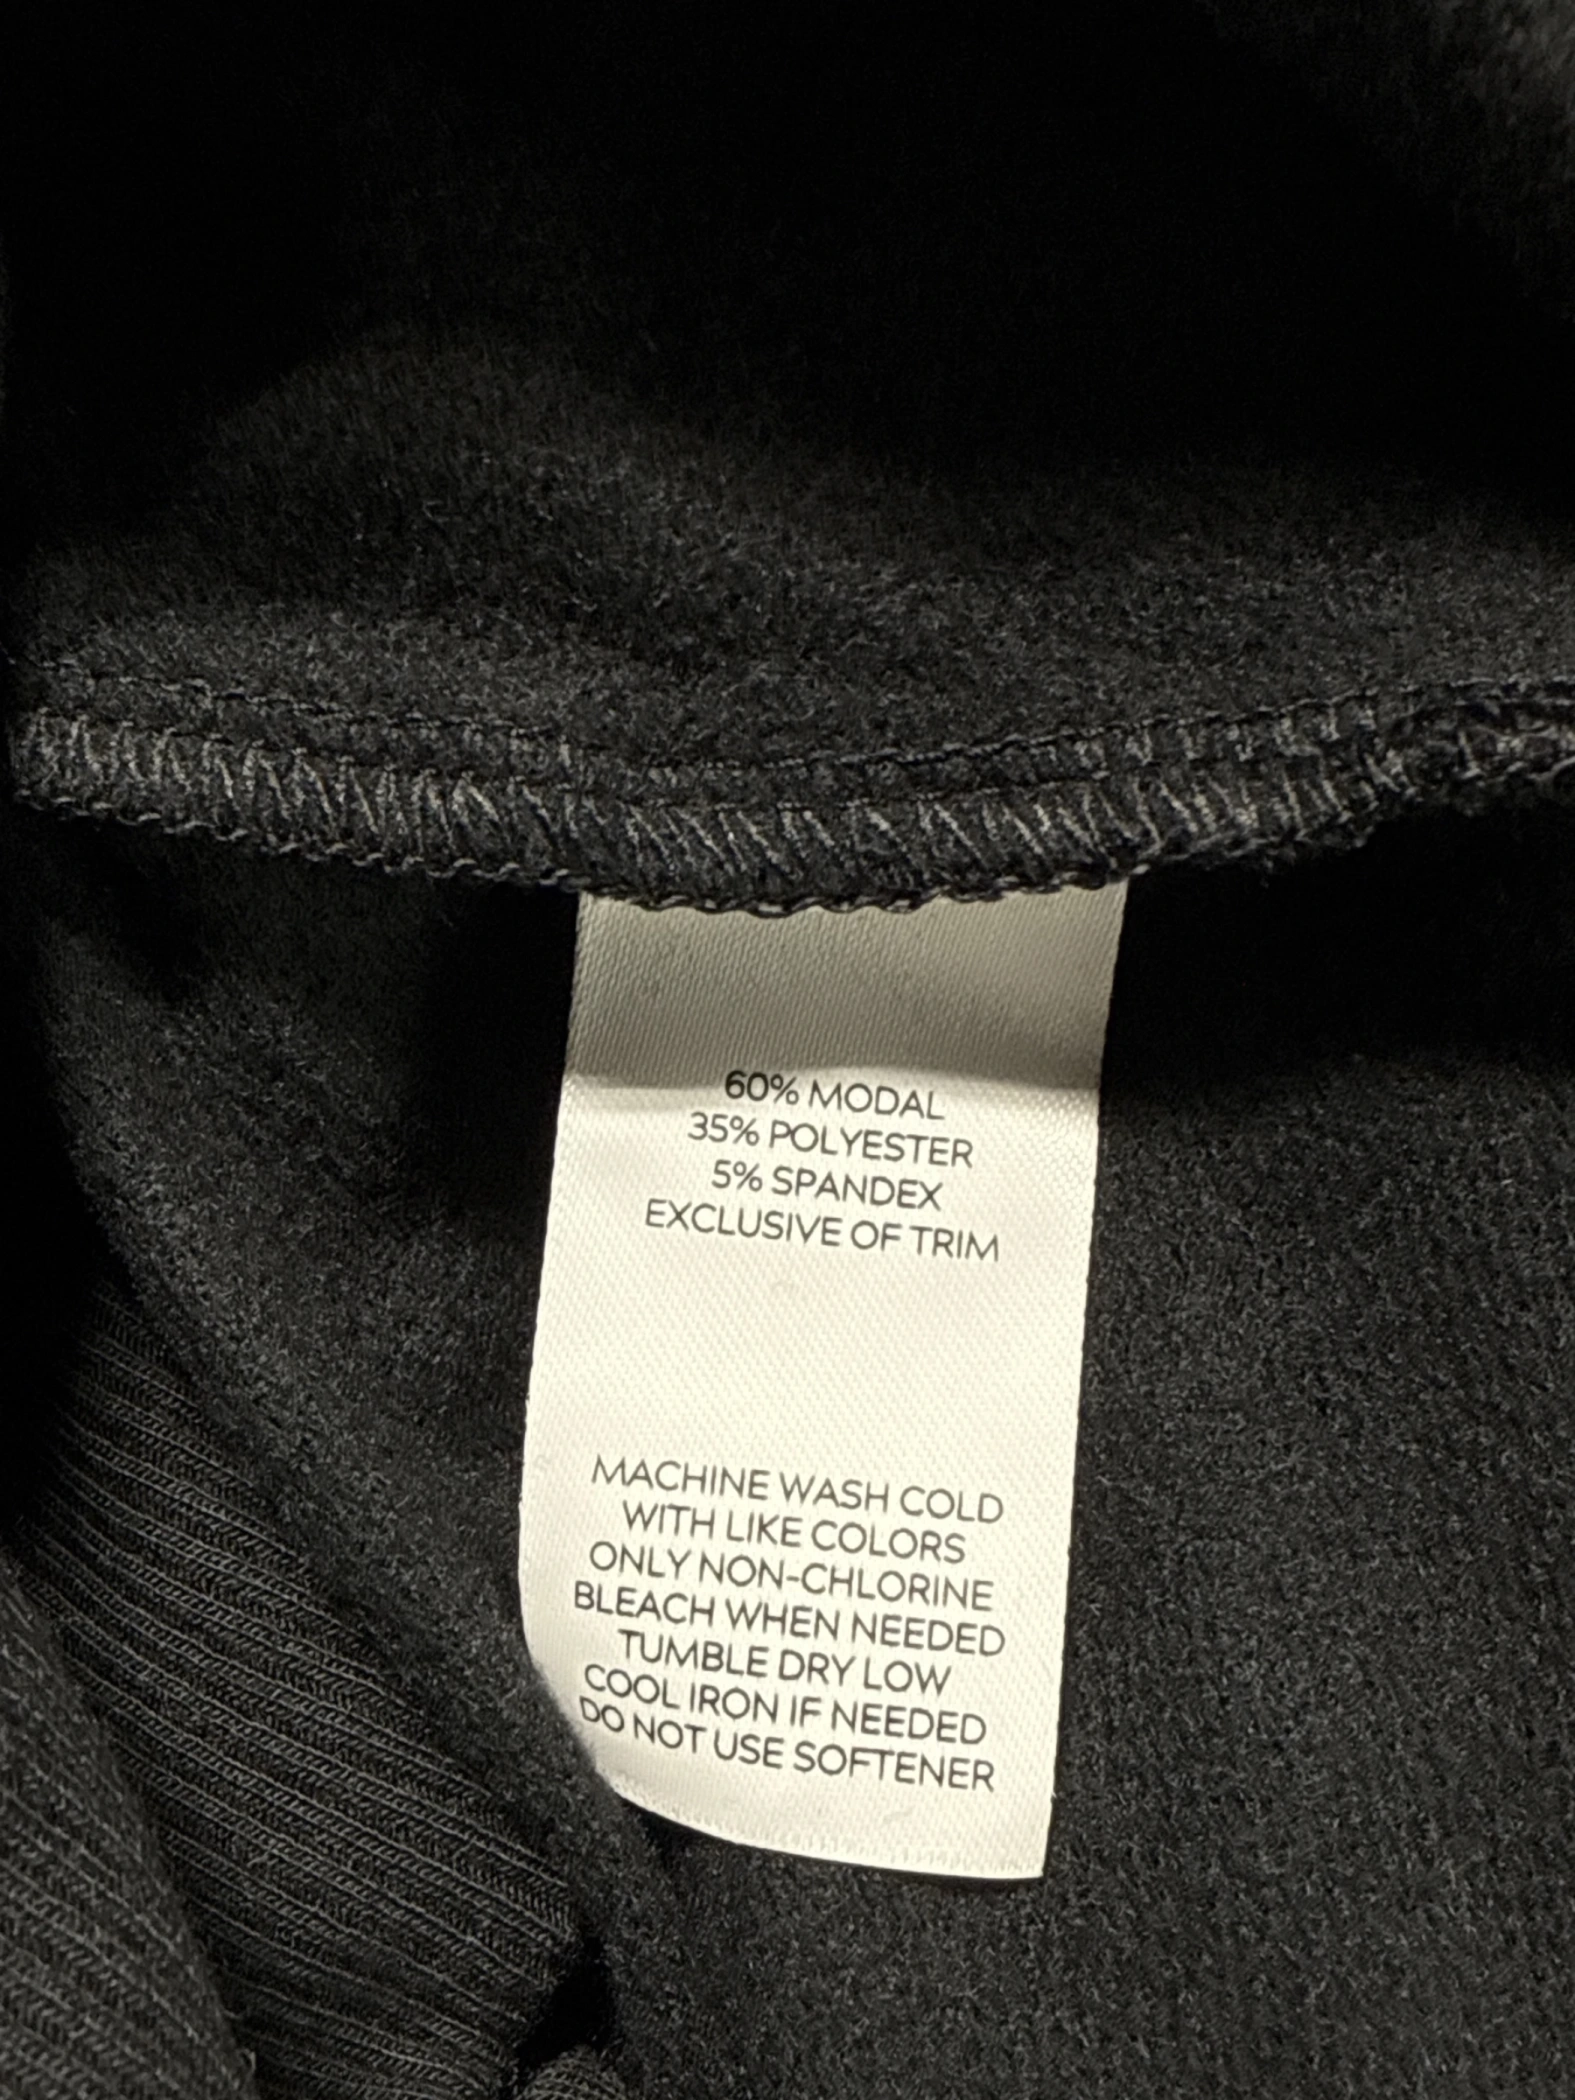 60% MODAL
35% POLYESTER
5% SPANDEX
EXCLUSIVE OF TRIM
MACHINE WASH COLD
WITH LIKE COLORS
ONLY NON-CHLORINE
BLEACH WHEN NEEDED
TUMBLE DRY LOW
COOL IRON IF NEEDED
DO NOT USE SOFTENER